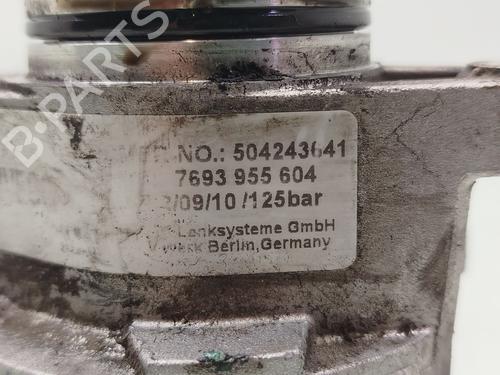 NO.: 504243641
7693 955 604
/09/10 /125bar
Lenksysteme GmbH
Berlin, Germany
B-PARTS